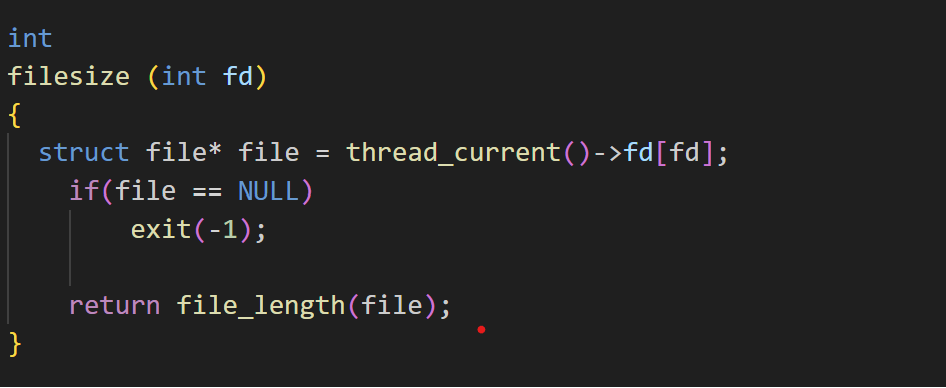 int
filesize (int fd)
{
struct file* file = thread_current()->fd[fd];
if(file == NULL)
exit(-1);
return file_length(file);
}